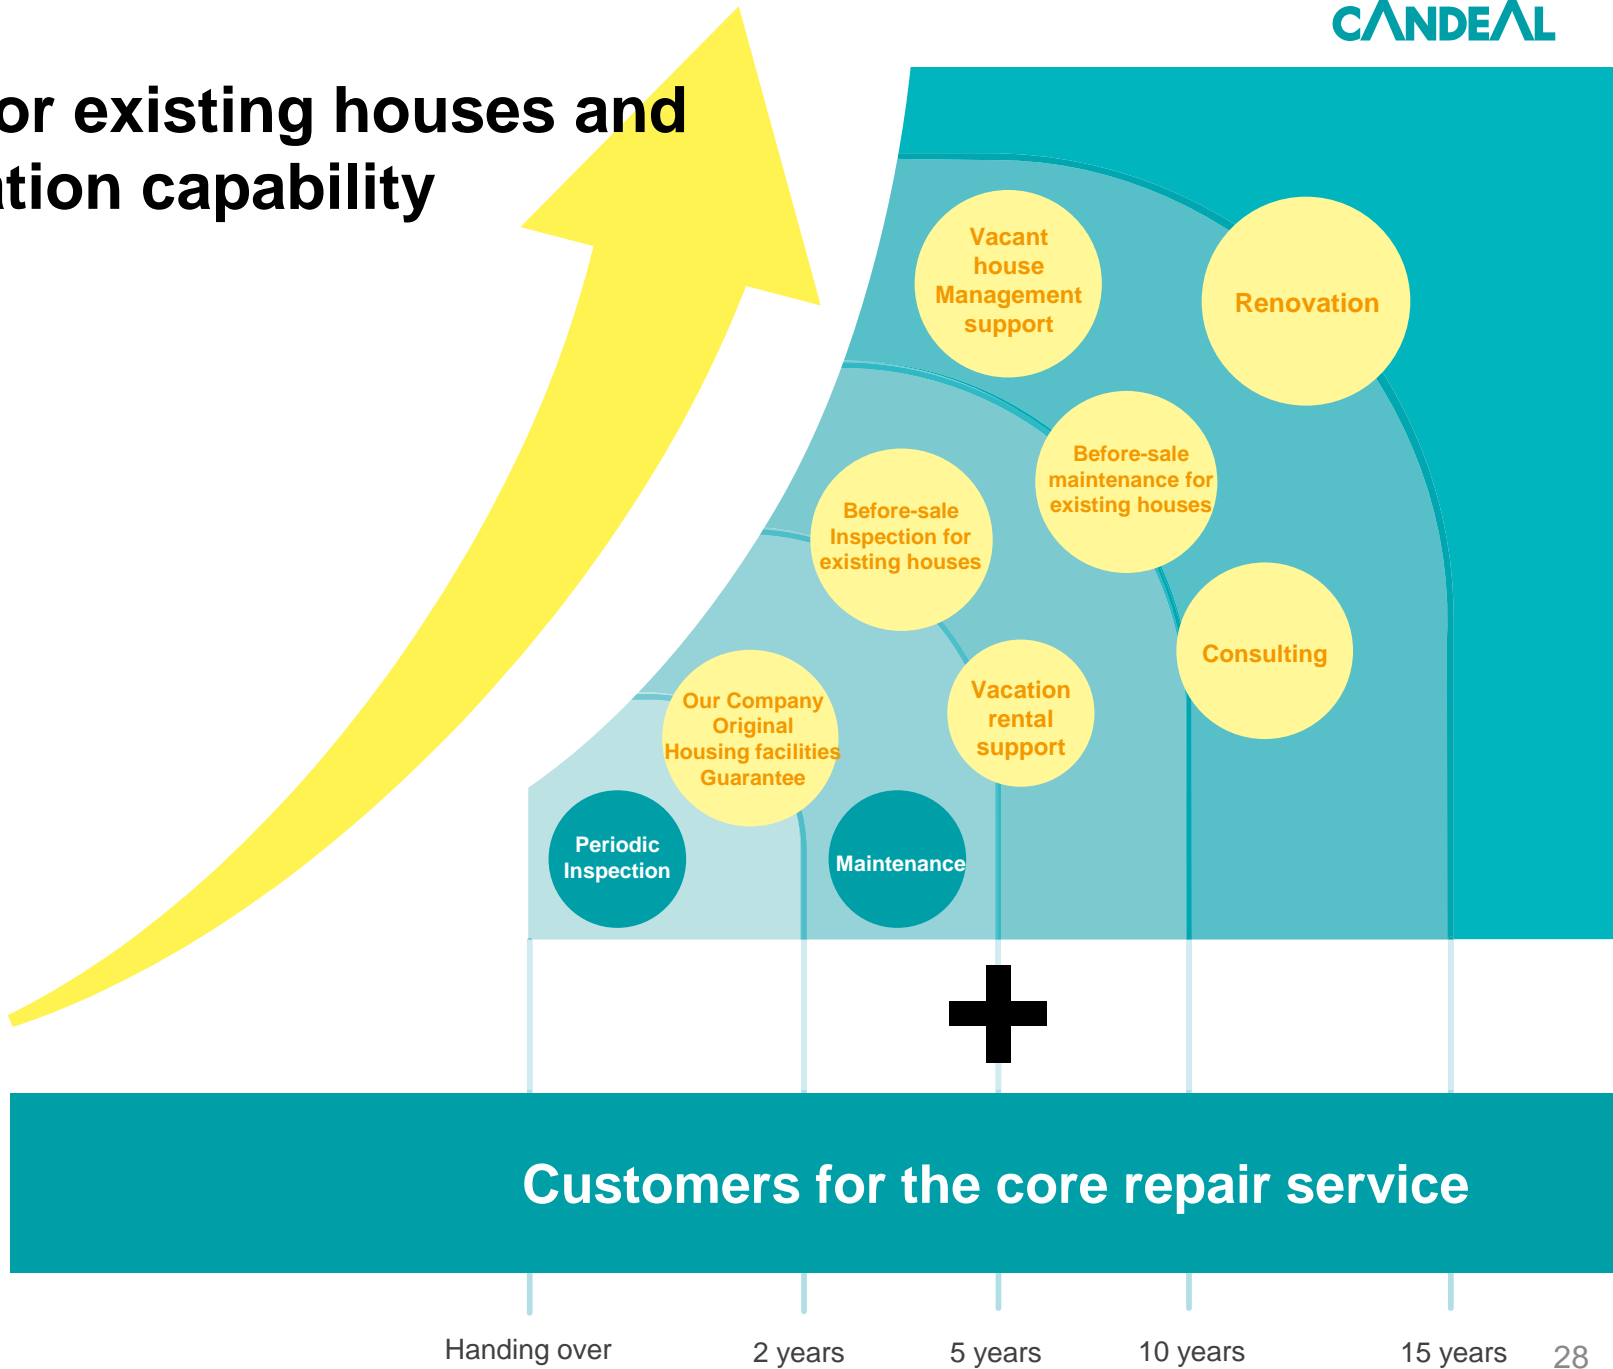 CANDEAL
or existing houses and
ation capability
Vacant
house
Management
support
Renovation
Before-sale
maintenance for
existing houses
Before-sale
Inspection for
existing houses
Consulting
Vacation
rental
support
Our Company
Original
Housing facilities
Guarantee
Periodic
Inspection
Maintenance
Customers for the core repair service
Handing over
2 years
5 years
10 years
15 years
28